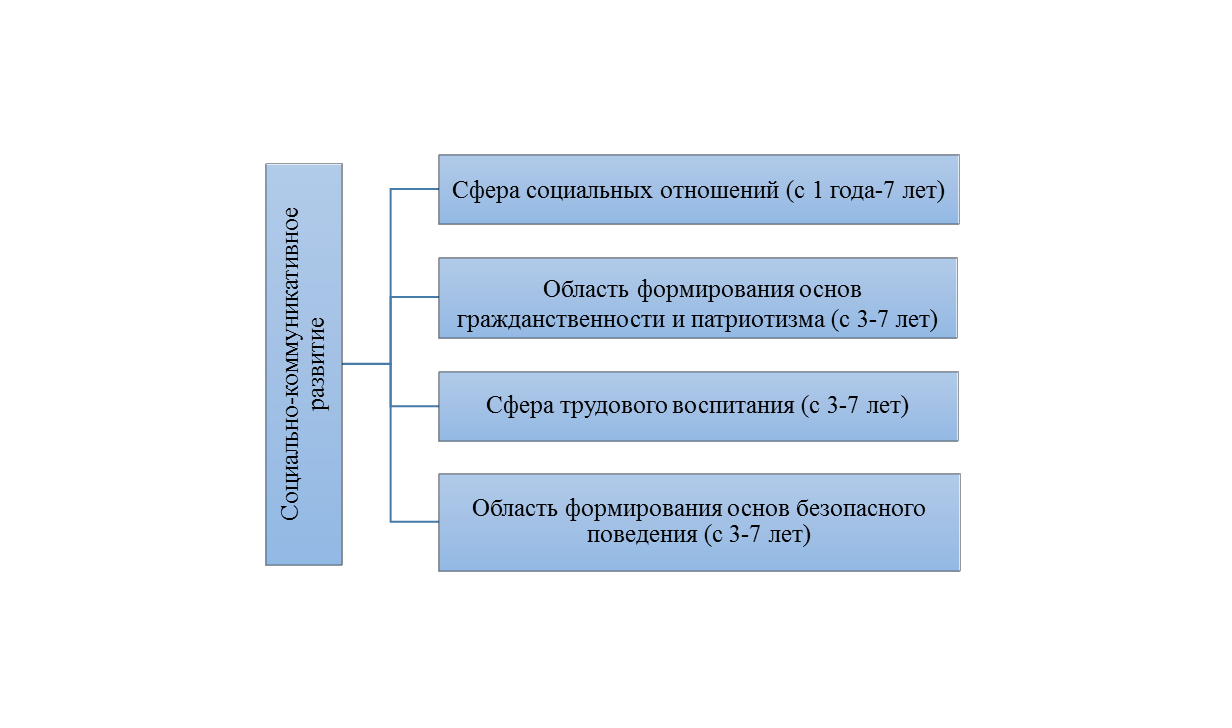 Социально-коммуникативное
развитие
Сфера социальных отношений (с 1 года-7 лет)
Область формирования основ
гражданственности и патриотизма (с 3-7 лет)
Сфера трудового воспитания (с 3-7 лет)
Область формирования основ безопасного
поведения (с 3-7 лет)